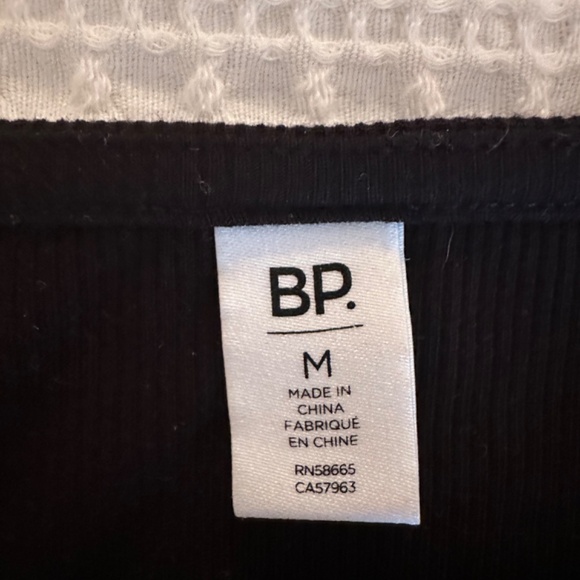 BP.
M
MADE IN
CHINA
FABRIQUÉ
EN CHINE
RN58665
CA57963